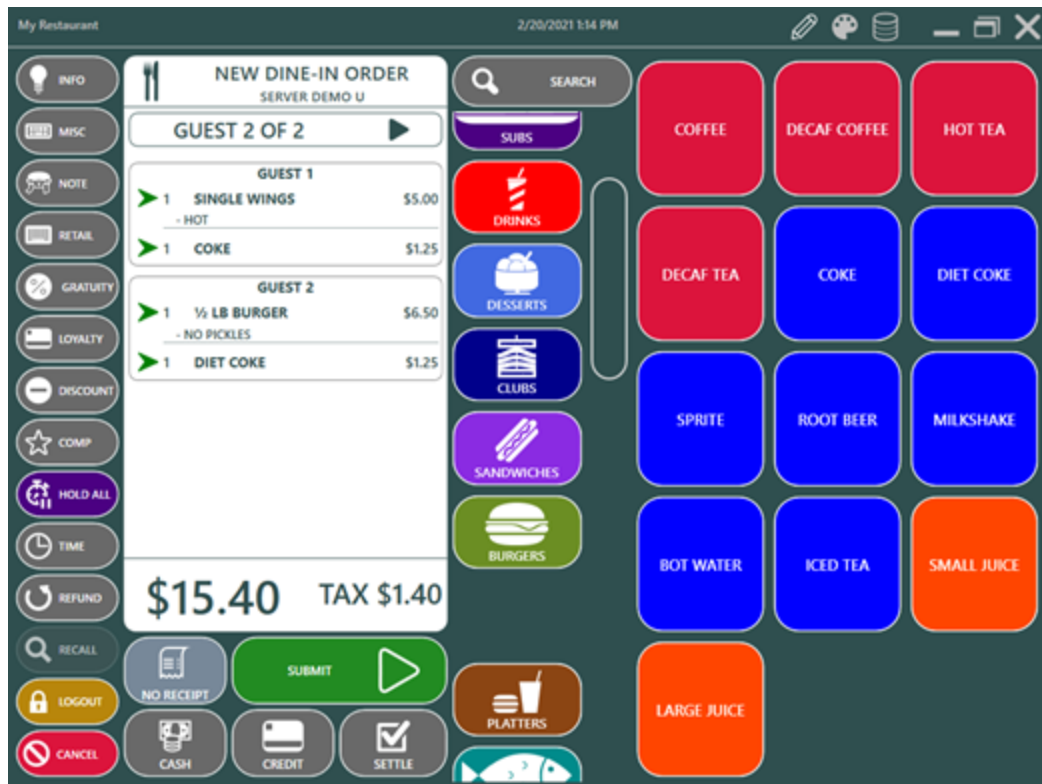 My Restaurant
2/20/2021 1:14 PM
INFO
MISC
NOTE
RETAIL
GRATUITY
LOYALTY
DISCOUNT
COMP
HOLD ALL
TIME
REFUND
RECALL
LOGOUT
CANCEL
NEW DINE-IN ORDER
SERVER DEMO U
GUEST 2 OF 2
GUEST 1
1 SINGLE WINGS $5.00
- HOT
1 COKE $1.25
GUEST 2
1 ½ LB BURGER $6.50
- NO PICKLES
1 DIET COKE $1.25
$15.40 TAX $1.40
NO RECEIPT
SUBMIT
CASH
CREDIT
SETTLE
SEARCH
SUBS
DRINKS
DESSERTS
CLUBS
SANDWICHES
BURGERS
PLATTERS
COFFEE
DECAF COFFEE
HOT TEA
DECAF TEA
COKE
DIET COKE
SPRITE
ROOT BEER
MILKSHAKE
BOT WATER
ICED TEA
SMALL JUICE
LARGE JUICE